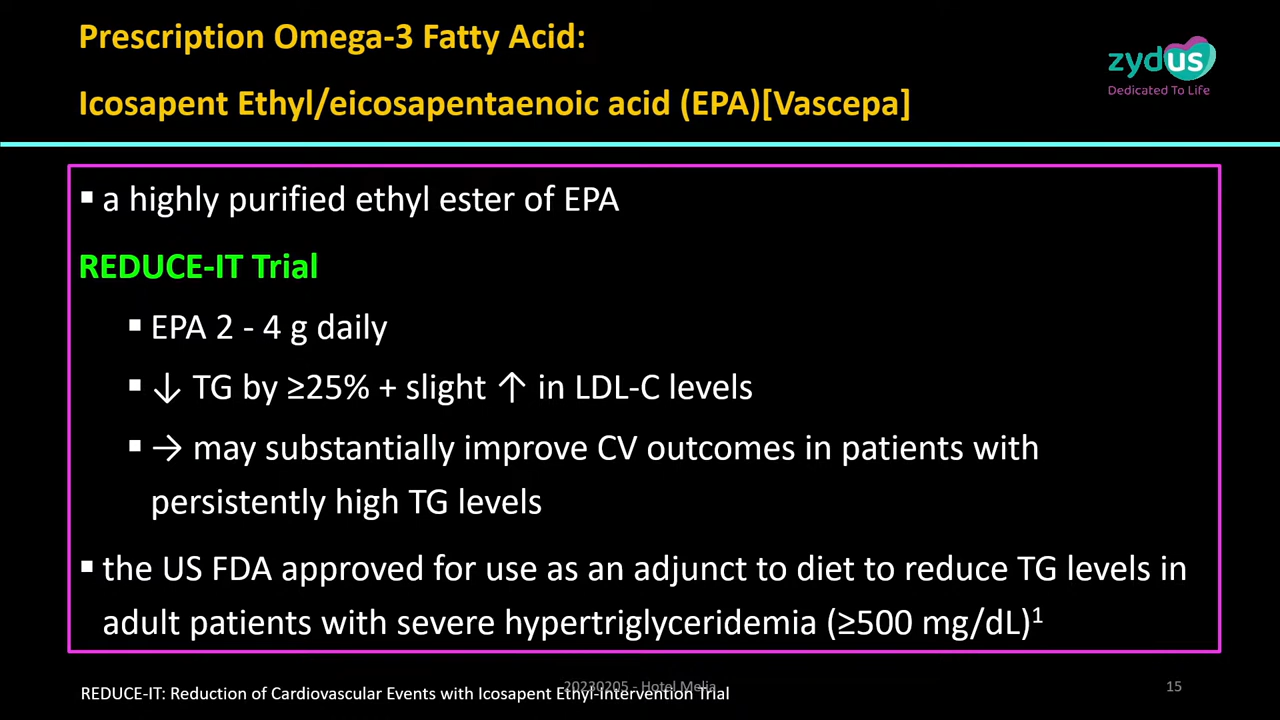 Prescription Omega-3 Fatty Acid:
Icosapent Ethyl/eicosapentaenoic acid (EPA)[Vascepa]
zydus
Dedicated To Life
▪ a highly purified ethyl ester of EPA
REDUCE-IT Trial
▪ EPA 2 - 4 g daily
▪ ↓ TG by ≥25% + slight ↑ in LDL-C levels
▪ → may substantially improve CV outcomes in patients with
persistently high TG levels
▪ the US FDA approved for use as an adjunct to diet to reduce TG levels in
adult patients with severe hypertriglyceridemia (≥500 mg/dL)¹
REDUCE-IT: Reduction of Cardiovascular Events with Icosapent Ethyl-Intervention Trial
20230205 - Hotel Melia
15